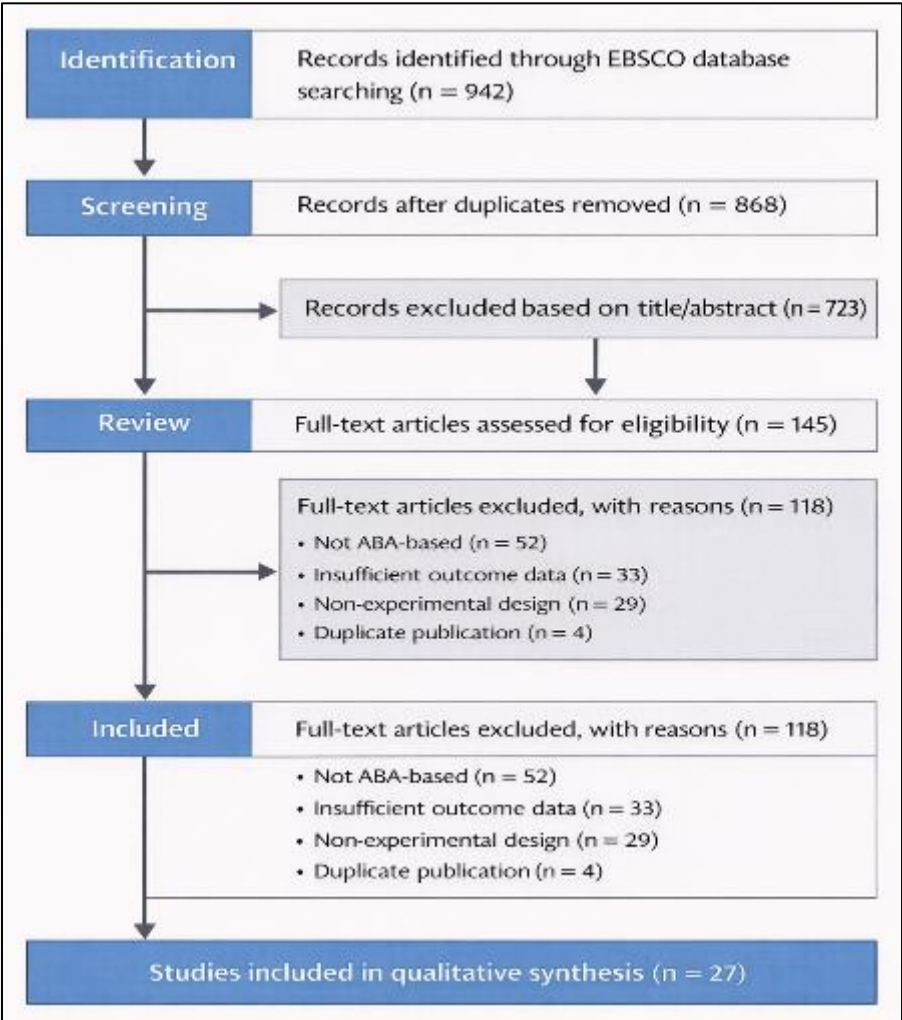 Identification
Records identified through EBSCO database
searching (n = 942)
Screening
Records after duplicates removed (n = 868)
Records excluded based on title/abstract (n = 723)
Review
Full-text articles assessed for eligibility (n = 145)
Full-text articles excluded, with reasons (n = 118)
• Not ABA-based (n = 52)
• Insufficient outcome data (n = 33)
• Non-experimental design (n = 29)
• Duplicate publication (n = 4)
Included
Full-text articles excluded, with reasons (n = 118)
• Not ABA-based (n = 52)
• Insufficient outcome data (n = 33)
• Non-experimental design (n = 29)
• Duplicate publication (n = 4)
Studies included in qualitative synthesis (n = 27)